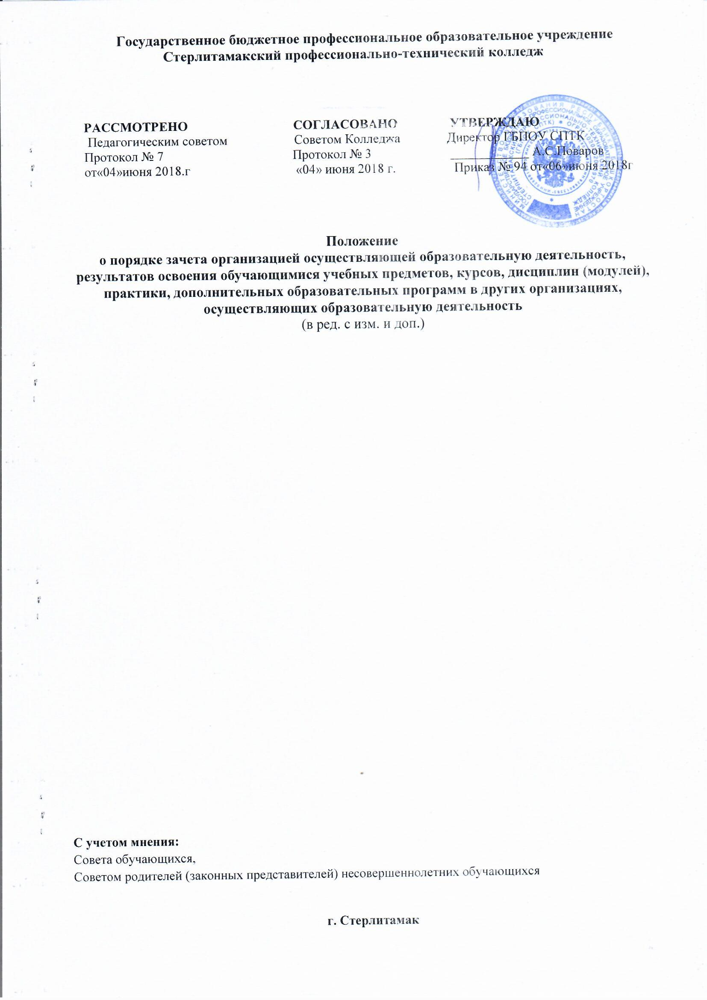 Государственное бюджетное профессиональное образовательное учреждение
Стерлитамакский профессионально-технический колледж
РАССМОТРЕНО
Педагогическим советом
Протокол № 7
от«04»июня 2018.г
СОГЛАСОВАНО
Советом Колледжа
Протокол № 3
«04» июня 2018 г.
УТВЕРЖДАЮ
Директор ГБПОУ СПТК
_____________ А.С.Поваров
Приказ № 94 от«06»июня 2018г
Положение
о порядке зачета организацией осуществляющей образовательную деятельность,
результатов освоения обучающимися учебных предметов, курсов, дисциплин (модулей),
практики, дополнительных образовательных программ в других организациях,
осуществляющих образовательную деятельность
(в ред. с изм. и доп.)
С учетом мнения:
Совета обучающихся,
Советом родителей (законных представителей) несовершеннолетних обучающихся
г. Стерлитамак